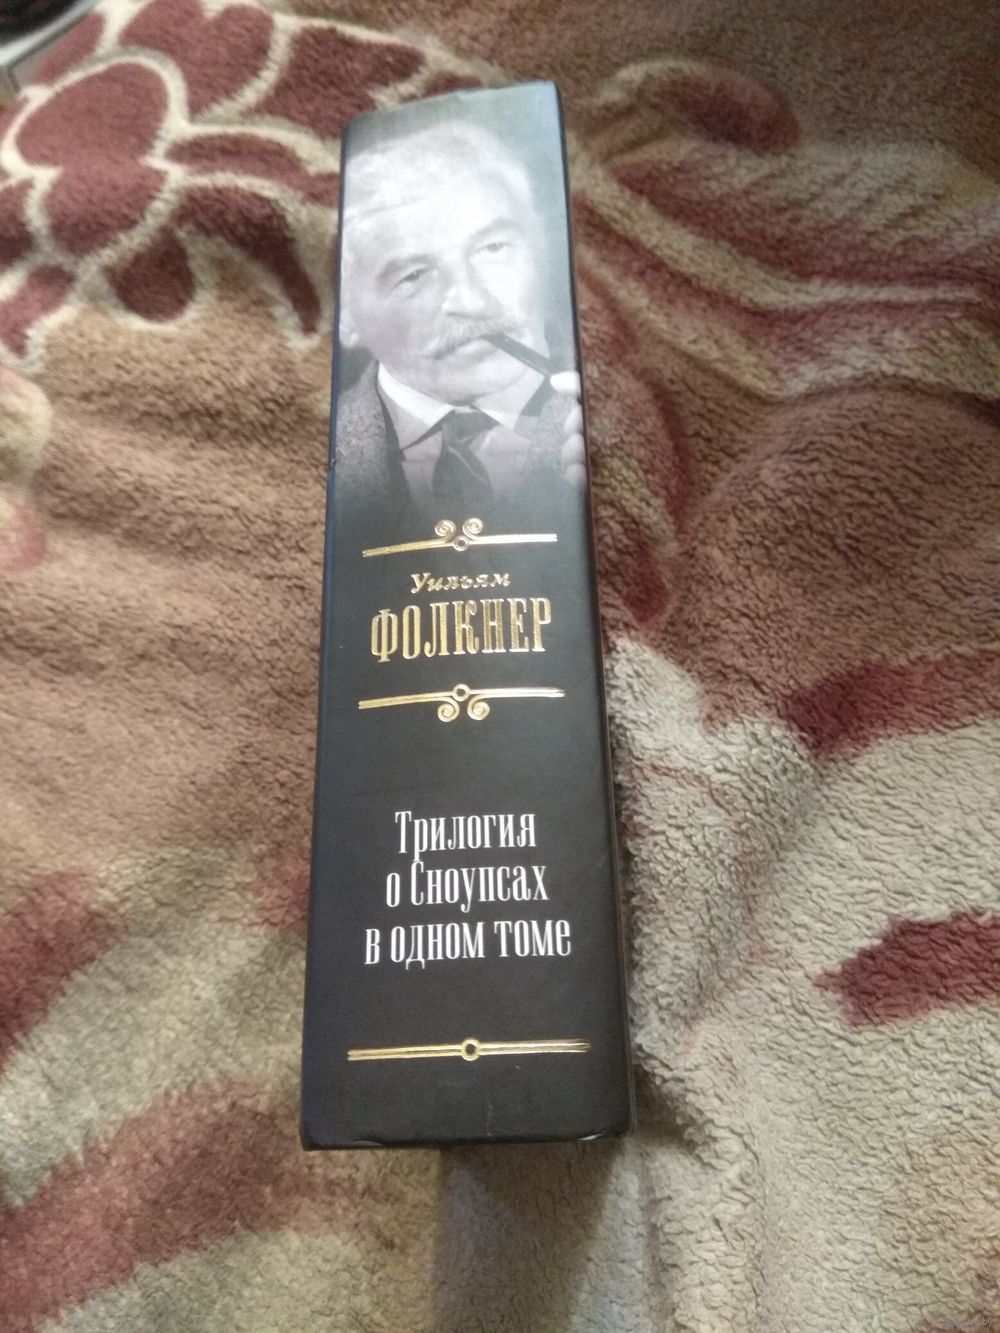 Уильям
ФОЛКНЕР
Трилогия
о Сноупсах
в одном томе